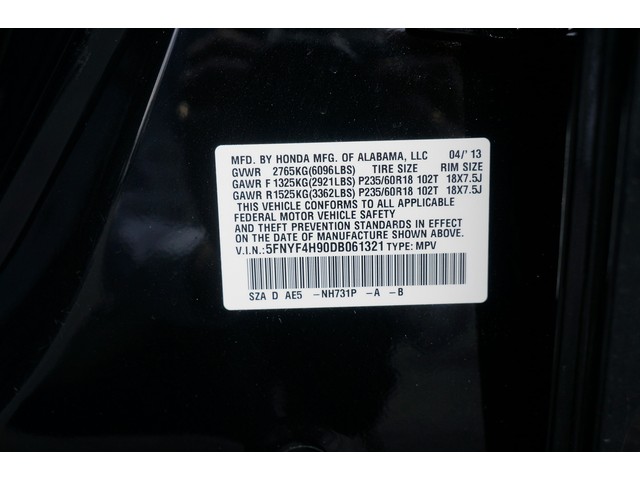 MFD. BY HONDA MFG. OF ALABAMA, LLC 04/'13
GVWR 2765KG(6096LBS) TIRE SIZE RIM SIZE
GAWR F 1325KG(2921LBS) P235/60R18 102T 18X7.5J
GAWR R 1525KG(3362LBS) P235/60R18 102T 18X7.5J
THIS VEHICLE CONFORMS TO ALL APPLICABLE
FEDERAL MOTOR VEHICLE SAFETY
AND THEFT PREVENTION STANDARDS IN EFFECT
ON THE DATE OF MANUFACTURE SHOWN ABOVE.
V.I.N.:5FNYF4H90DB061321 TYPE: MPV
SZA D AE5 -NH731P -A -B